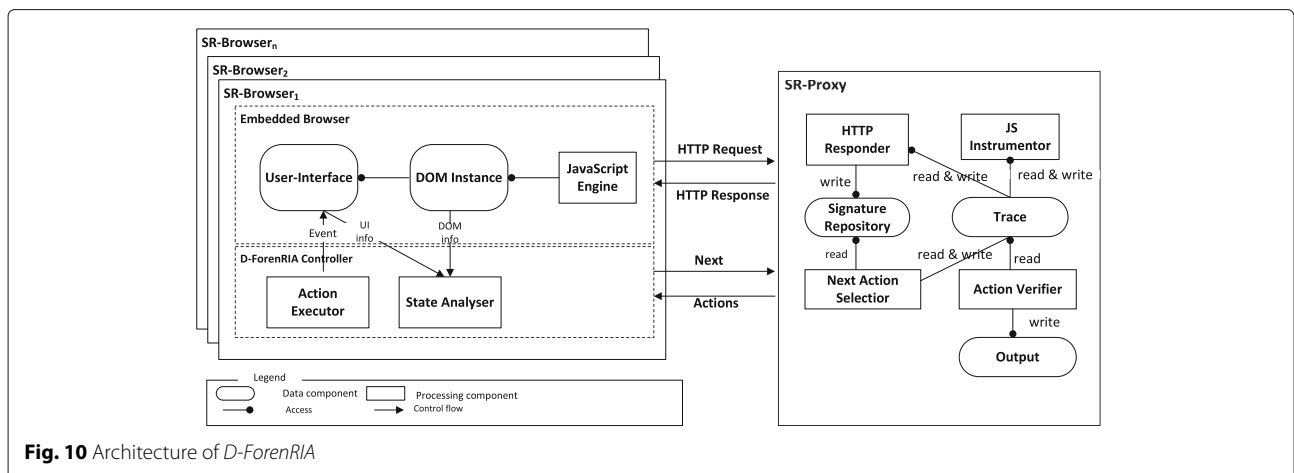 SR-Browsern
SR-Browser2
SR-Browser1
Embedded Browser
User-Interface
DOM Instance
JavaScript
Engine
Event
UI
info
DOM
info
D-ForenRIA Controller
Action
Executor
State Analyser
HTTP Request
HTTP Response
Next
Actions
SR-Proxy
HTTP
Responder
JS
Instrumentor
write
read & write
read & write
Signature
Repository
Trace
read
read & write
read
Next Action
Selectior
Action Verifier
write
Output
Legend
Data component
Processing component
Access
Control flow
Fig. 10 Architecture of D-ForenRIA